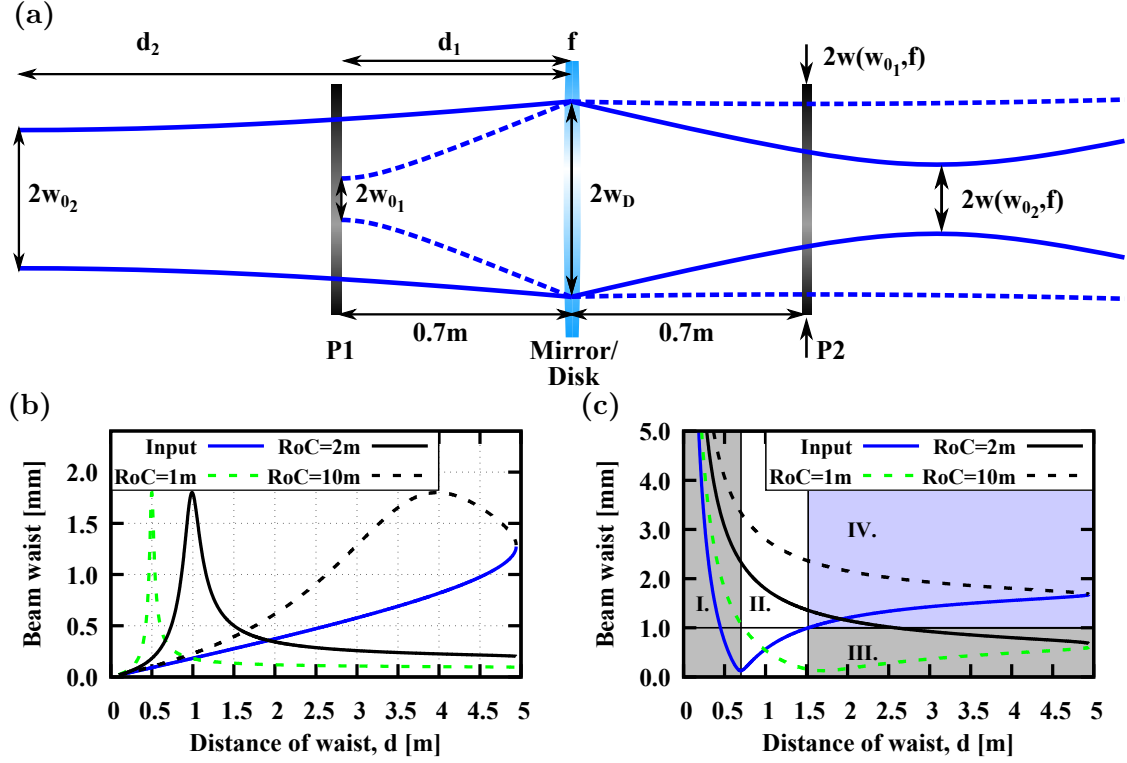 (a)
d₂
d₁
f
2w(w₀₁,f)
2w₀₂
2w₀₁
2w_D
2w(w₀₂,f)
0.7m
0.7m
P1
Mirror/
Disk
P2
(b)
Input
RoC=2m
RoC=1m
RoC=10m
Beam waist [mm]
2.0
1.5
1.0
0.5
0.0
0 0.5 1 1.5 2 2.5 3 3.5 4 4.5 5
Distance of waist, d [m]
(c)
Input
RoC=2m
RoC=1m
RoC=10m
Beam waist [mm]
5.0
4.0
3.0
2.0
1.0
0.0
I.
II.
III.
IV.
0 0.5 1 1.5 2 2.5 3 3.5 4 4.5 5
Distance of waist, d [m]